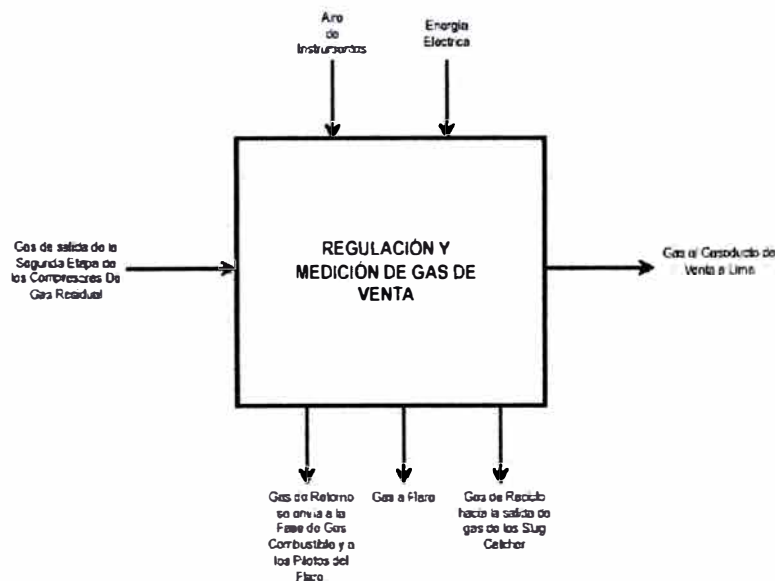 Aire
de
Instrumentos
Energía
Electrica
Gas de salida de la
Segunda Etapa de
los Compresores De
Gas Residual
REGULACIÓN Y
MEDICIÓN DE GAS DE
VENTA
Gas al Gasoducto de
Venta a Lima
Gas de Retorno
se envia a la
Fase de Gas
Combustible y a
los Pilotos del
Flare
Gas a Flare
Gas de Reciclo
hacia la salida de
gas de los Slug
Catcher